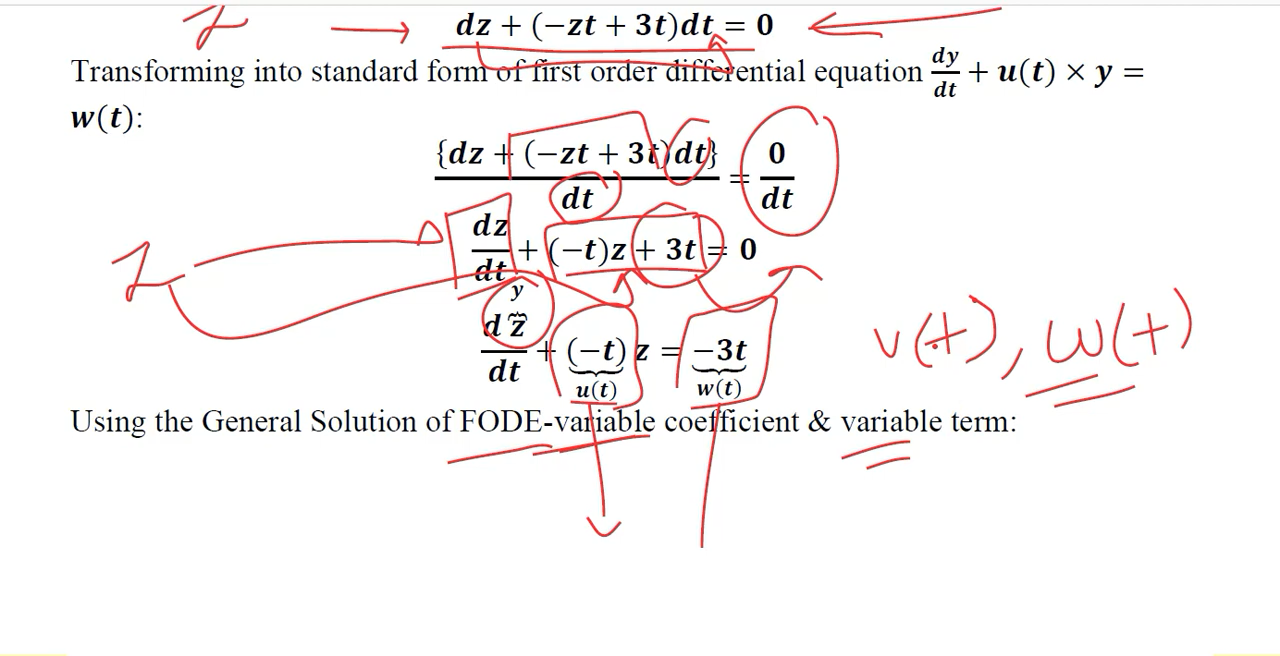 Z dz + (−zt + 3t)dt = 0
Transforming into standard form of first order differential equation dy/dt + u(t) × y =
w(t):
{dz + (−zt + 3t)dt}/dt = 0/dt
dz/dt + (−t)z + 3t = 0
y
dz/dt + (−t) z = −3t
u(t) w(t)
v(t), w(t)
Using the General Solution of FODE-variable coefficient & variable term: